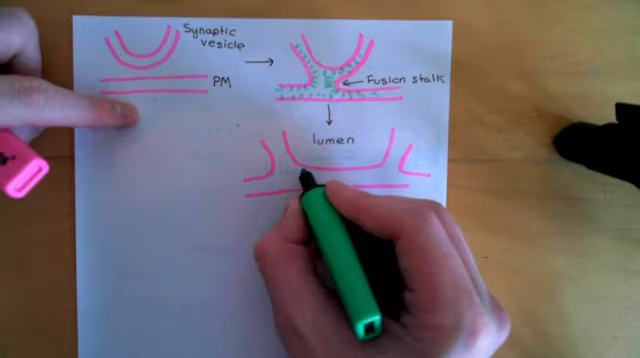 Synaptic
vesicle
PM
Fusion stalk
lumen